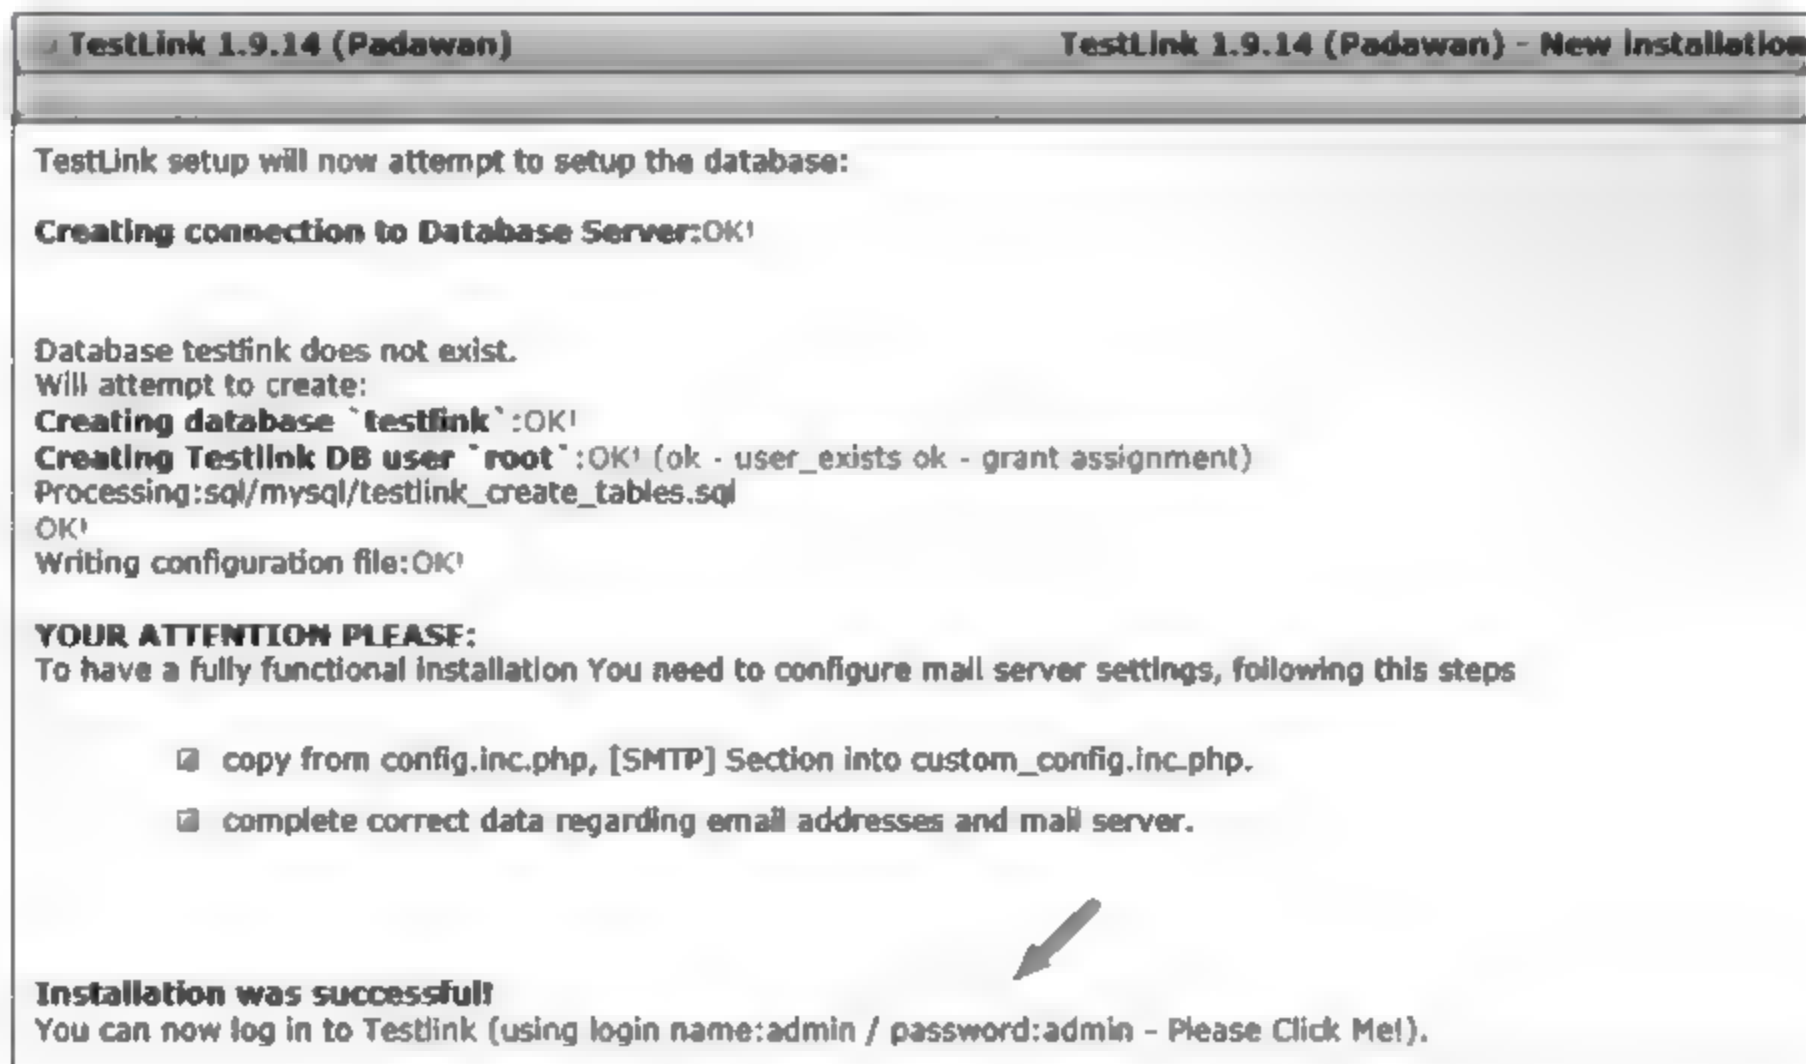 TestLink 1.9.14 (Padawan)
TestLink 1.9.14 (Padawan) - New installation
TestLink setup will now attempt to setup the database:
Creating connection to Database Server:OK!
Database testlink does not exist.
Will attempt to create:
Creating database `testlink`:OK!
Creating Testlink DB user `root`:OK! (ok - user_exists ok - grant assignment)
Processing:sql/mysql/testlink_create_tables.sql
OK!
Writing configuration file:OK!
YOUR ATTENTION PLEASE:
To have a fully functional installation You need to configure mail server settings, following this steps
copy from config.inc.php, [SMTP] Section into custom_config.inc.php.
complete correct data regarding email addresses and mail server.
Installation was successful!
You can now log in to Testlink (using login name:admin / password:admin - Please Click Me!).